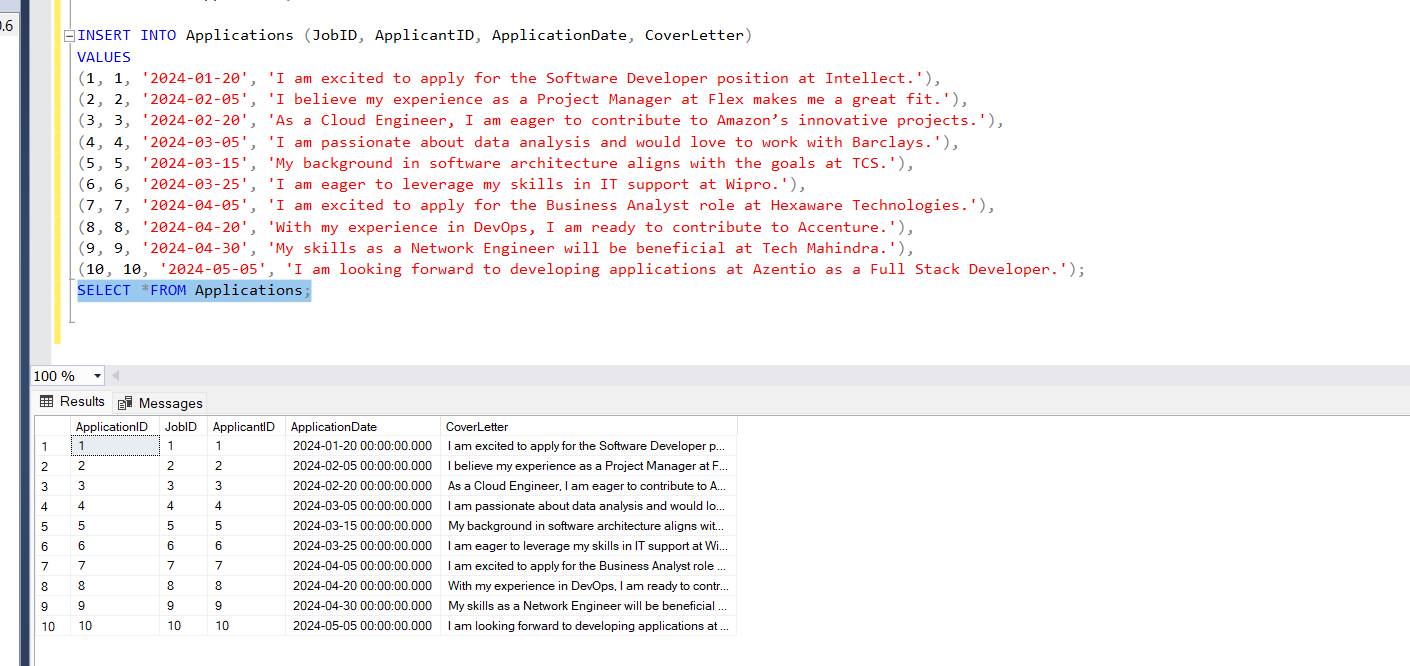 0.6
INSERT INTO Applications (JobID, ApplicantID, ApplicationDate, CoverLetter)
VALUES
(1, 1, '2024-01-20', 'I am excited to apply for the Software Developer position at Intellect.'),
(2, 2, '2024-02-05', 'I believe my experience as a Project Manager at Flex makes me a great fit.'),
(3, 3, '2024-02-20', 'As a Cloud Engineer, I am eager to contribute to Amazon’s innovative projects.'),
(4, 4, '2024-03-05', 'I am passionate about data analysis and would love to work with Barclays.'),
(5, 5, '2024-03-15', 'My background in software architecture aligns with the goals at TCS.'),
(6, 6, '2024-03-25', 'I am eager to leverage my skills in IT support at Wipro.'),
(7, 7, '2024-04-05', 'I am excited to apply for the Business Analyst role at Hexaware Technologies.'),
(8, 8, '2024-04-20', 'With my experience in DevOps, I am ready to contribute to Accenture.'),
(9, 9, '2024-04-30', 'My skills as a Network Engineer will be beneficial at Tech Mahindra.'),
(10, 10, '2024-05-05', 'I am looking forward to developing applications at Azentio as a Full Stack Developer.');
SELECT *FROM Applications;
100 %
Results Messages
ApplicationID JobID ApplicantID ApplicationDate CoverLetter
1 1 1 1 2024-01-20 00:00:00.000 I am excited to apply for the Software Developer p...
2 2 2 2 2024-02-05 00:00:00.000 I believe my experience as a Project Manager at F...
3 3 3 3 2024-02-20 00:00:00.000 As a Cloud Engineer, I am eager to contribute to A...
4 4 4 4 2024-03-05 00:00:00.000 I am passionate about data analysis and would lo...
5 5 5 5 2024-03-15 00:00:00.000 My background in software architecture aligns wit...
6 6 6 6 2024-03-25 00:00:00.000 I am eager to leverage my skills in IT support at Wi...
7 7 7 7 2024-04-05 00:00:00.000 I am excited to apply for the Business Analyst role ...
8 8 8 8 2024-04-20 00:00:00.000 With my experience in DevOps, I am ready to contr...
9 9 9 9 2024-04-30 00:00:00.000 My skills as a Network Engineer will be beneficial ...
10 10 10 10 2024-05-05 00:00:00.000 I am looking forward to developing applications at ...